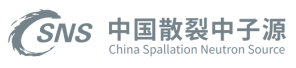 CSNS 中国散裂中子源
China Spallation Neutron Source